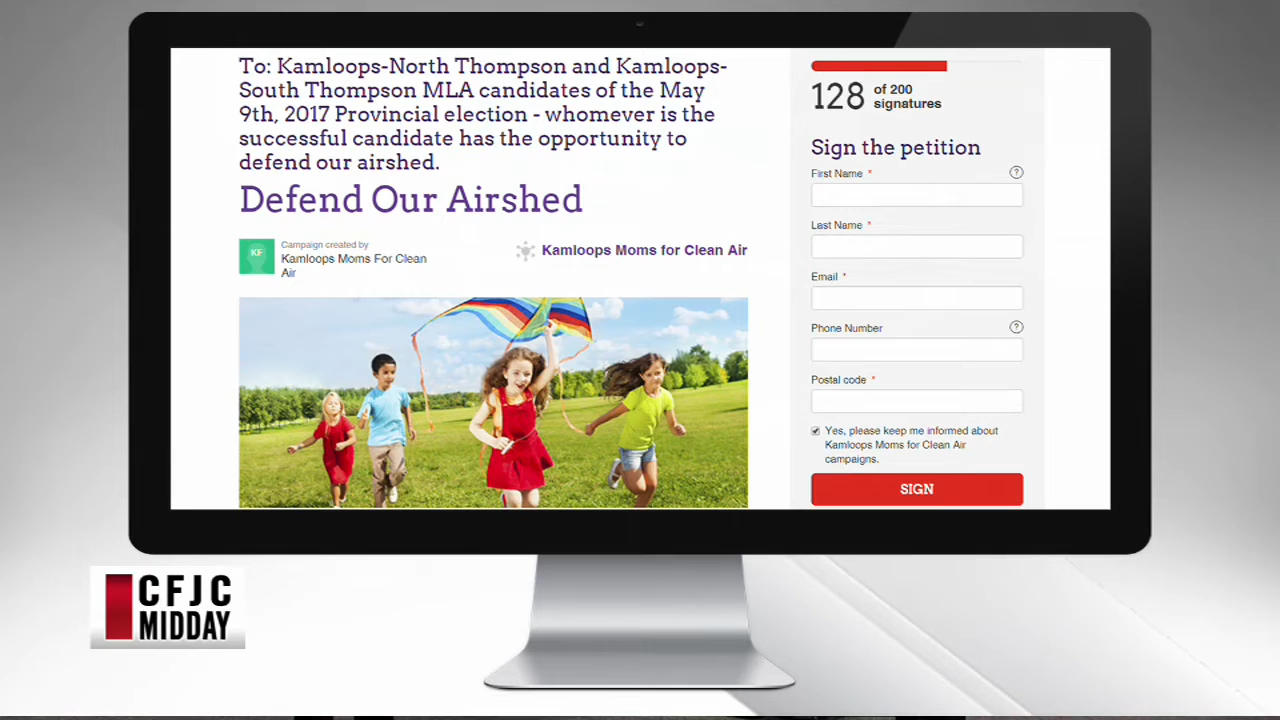 To: Kamloops-North Thompson and Kamloops-
South Thompson MLA candidates of the May
9th, 2017 Provincial election - whomever is the
successful candidate has the opportunity to
defend our airshed.
Defend Our Airshed
KF
Campaign created by
Kamloops Moms For Clean
Air
Kamloops Moms for Clean Air
128
of 200
signatures
Sign the petition
First Name *
?
Last Name *
Email *
Phone Number
?
Postal code *
Yes, please keep me informed about
Kamloops Moms for Clean Air
campaigns.
SIGN
CFJC
MIDDAY